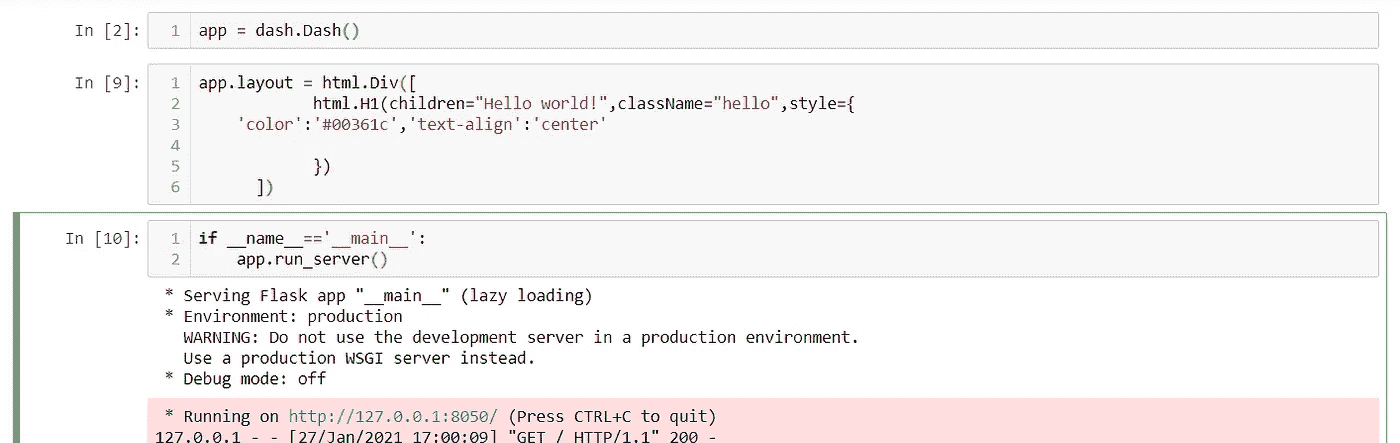 In [2]: 1 app = dash.Dash()
In [9]: 1 app.layout = html.Div([
2 html.H1(children="Hello world!",className="hello",style={
3 'color':'#00361c','text-align':'center'
4
5 })
6 ])
In [10]: 1 if __name__=='__main__':
2 app.run_server()
* Serving Flask app "__main__" (lazy loading)
* Environment: production
WARNING: Do not use the development server in a production environment.
Use a production WSGI server instead.
* Debug mode: off
* Running on http://127.0.0.1:8050/ (Press CTRL+C to quit)
127.0.0.1 - - [27/Jan/2021 17:00:09] "GET / HTTP/1.1" 200 -